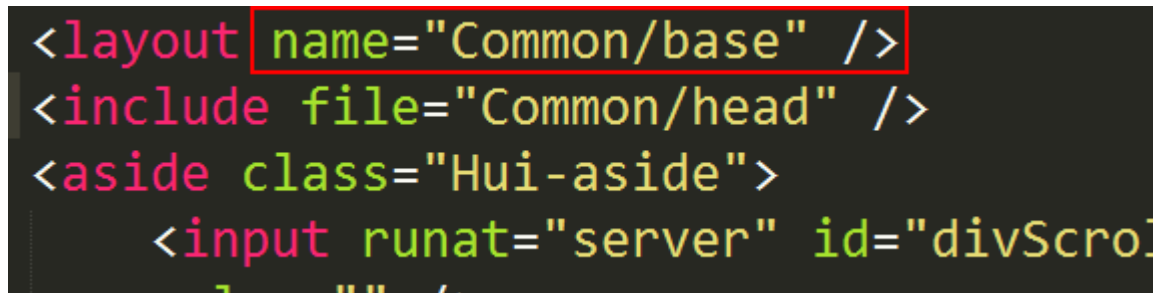 <layout name="Common/base" />
<include file="Common/head" />
<aside class="Hui-aside">
<input runat="server" id="divScrol